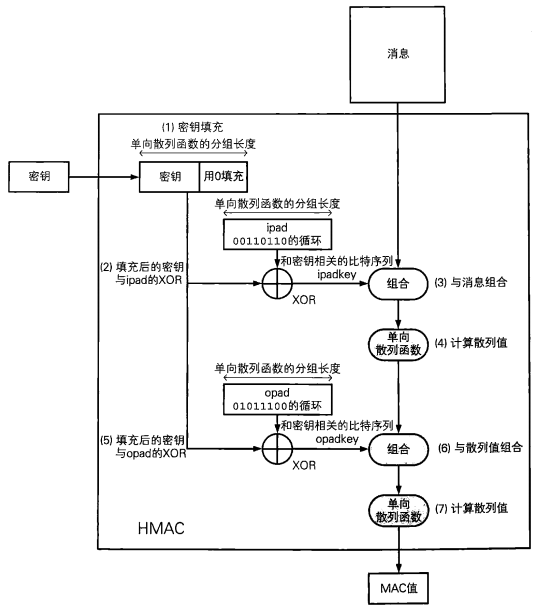 消息
(1) 密钥填充
单向散列函数的分组长度
密钥
密钥
用0填充
单向散列函数的分组长度
ipad
00110110的循环
(2) 填充后的密钥
与ipad的XOR
和密钥相关的比特序列
ipadkey
XOR
组合
(3) 与消息组合
单向
散列函数
(4) 计算散列值
单向散列函数的分组长度
opad
01011100的循环
(5) 填充后的密钥
与opad的XOR
和密钥相关的比特序列
opadkey
XOR
组合
(6) 与散列值组合
单向
散列函数
(7) 计算散列值
HMAC
MAC值